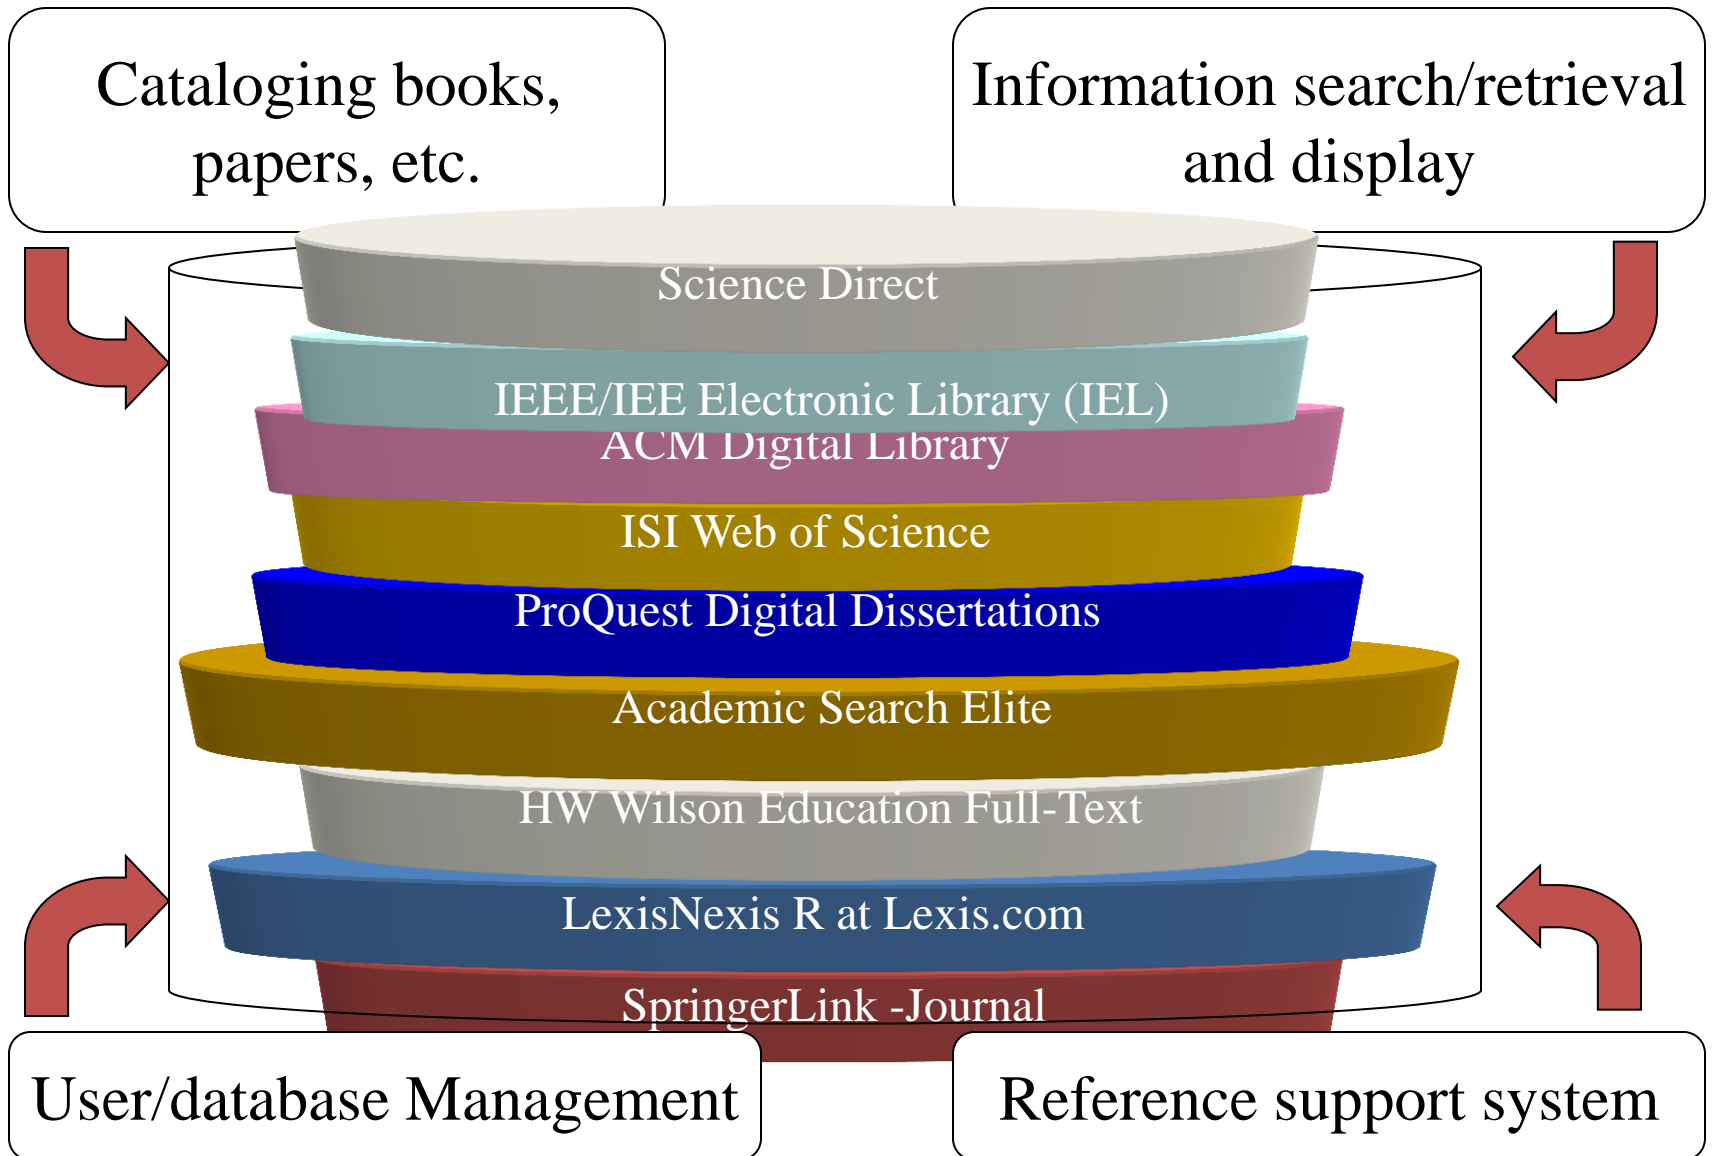 Cataloging books,
papers, etc.
Information search/retrieval
and display
Science Direct
IEEE/IEE Electronic Library (IEL)
ACM Digital Library
ISI Web of Science
ProQuest Digital Dissertations
Academic Search Elite
HW Wilson Education Full-Text
LexisNexis R at Lexis.com
SpringerLink -Journal
User/database Management
Reference support system